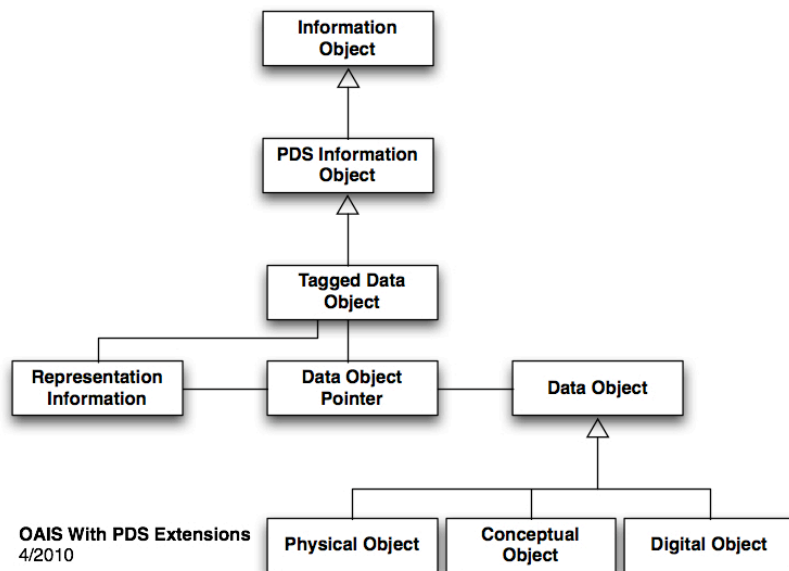 Information
Object
PDS Information
Object
Tagged Data
Object
Representation
Information
Data Object
Pointer
Data Object
OAIS With PDS Extensions
4/2010
Physical Object
Conceptual
Object
Digital Object